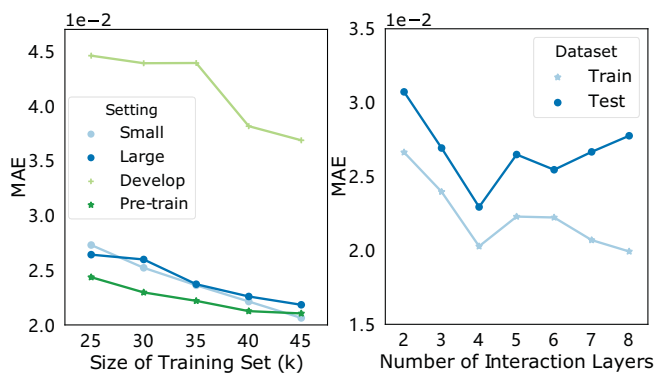 1e−2
MAE
4.5
4.0
3.5
3.0
2.5
2.0
Setting
Small
Large
Develop
Pre-train
25 30 35 40 45
Size of Training Set (k)
1e−2
MAE
3.5
3.0
2.5
2.0
1.5
Dataset
Train
Test
2 3 4 5 6 7 8
Number of Interaction Layers